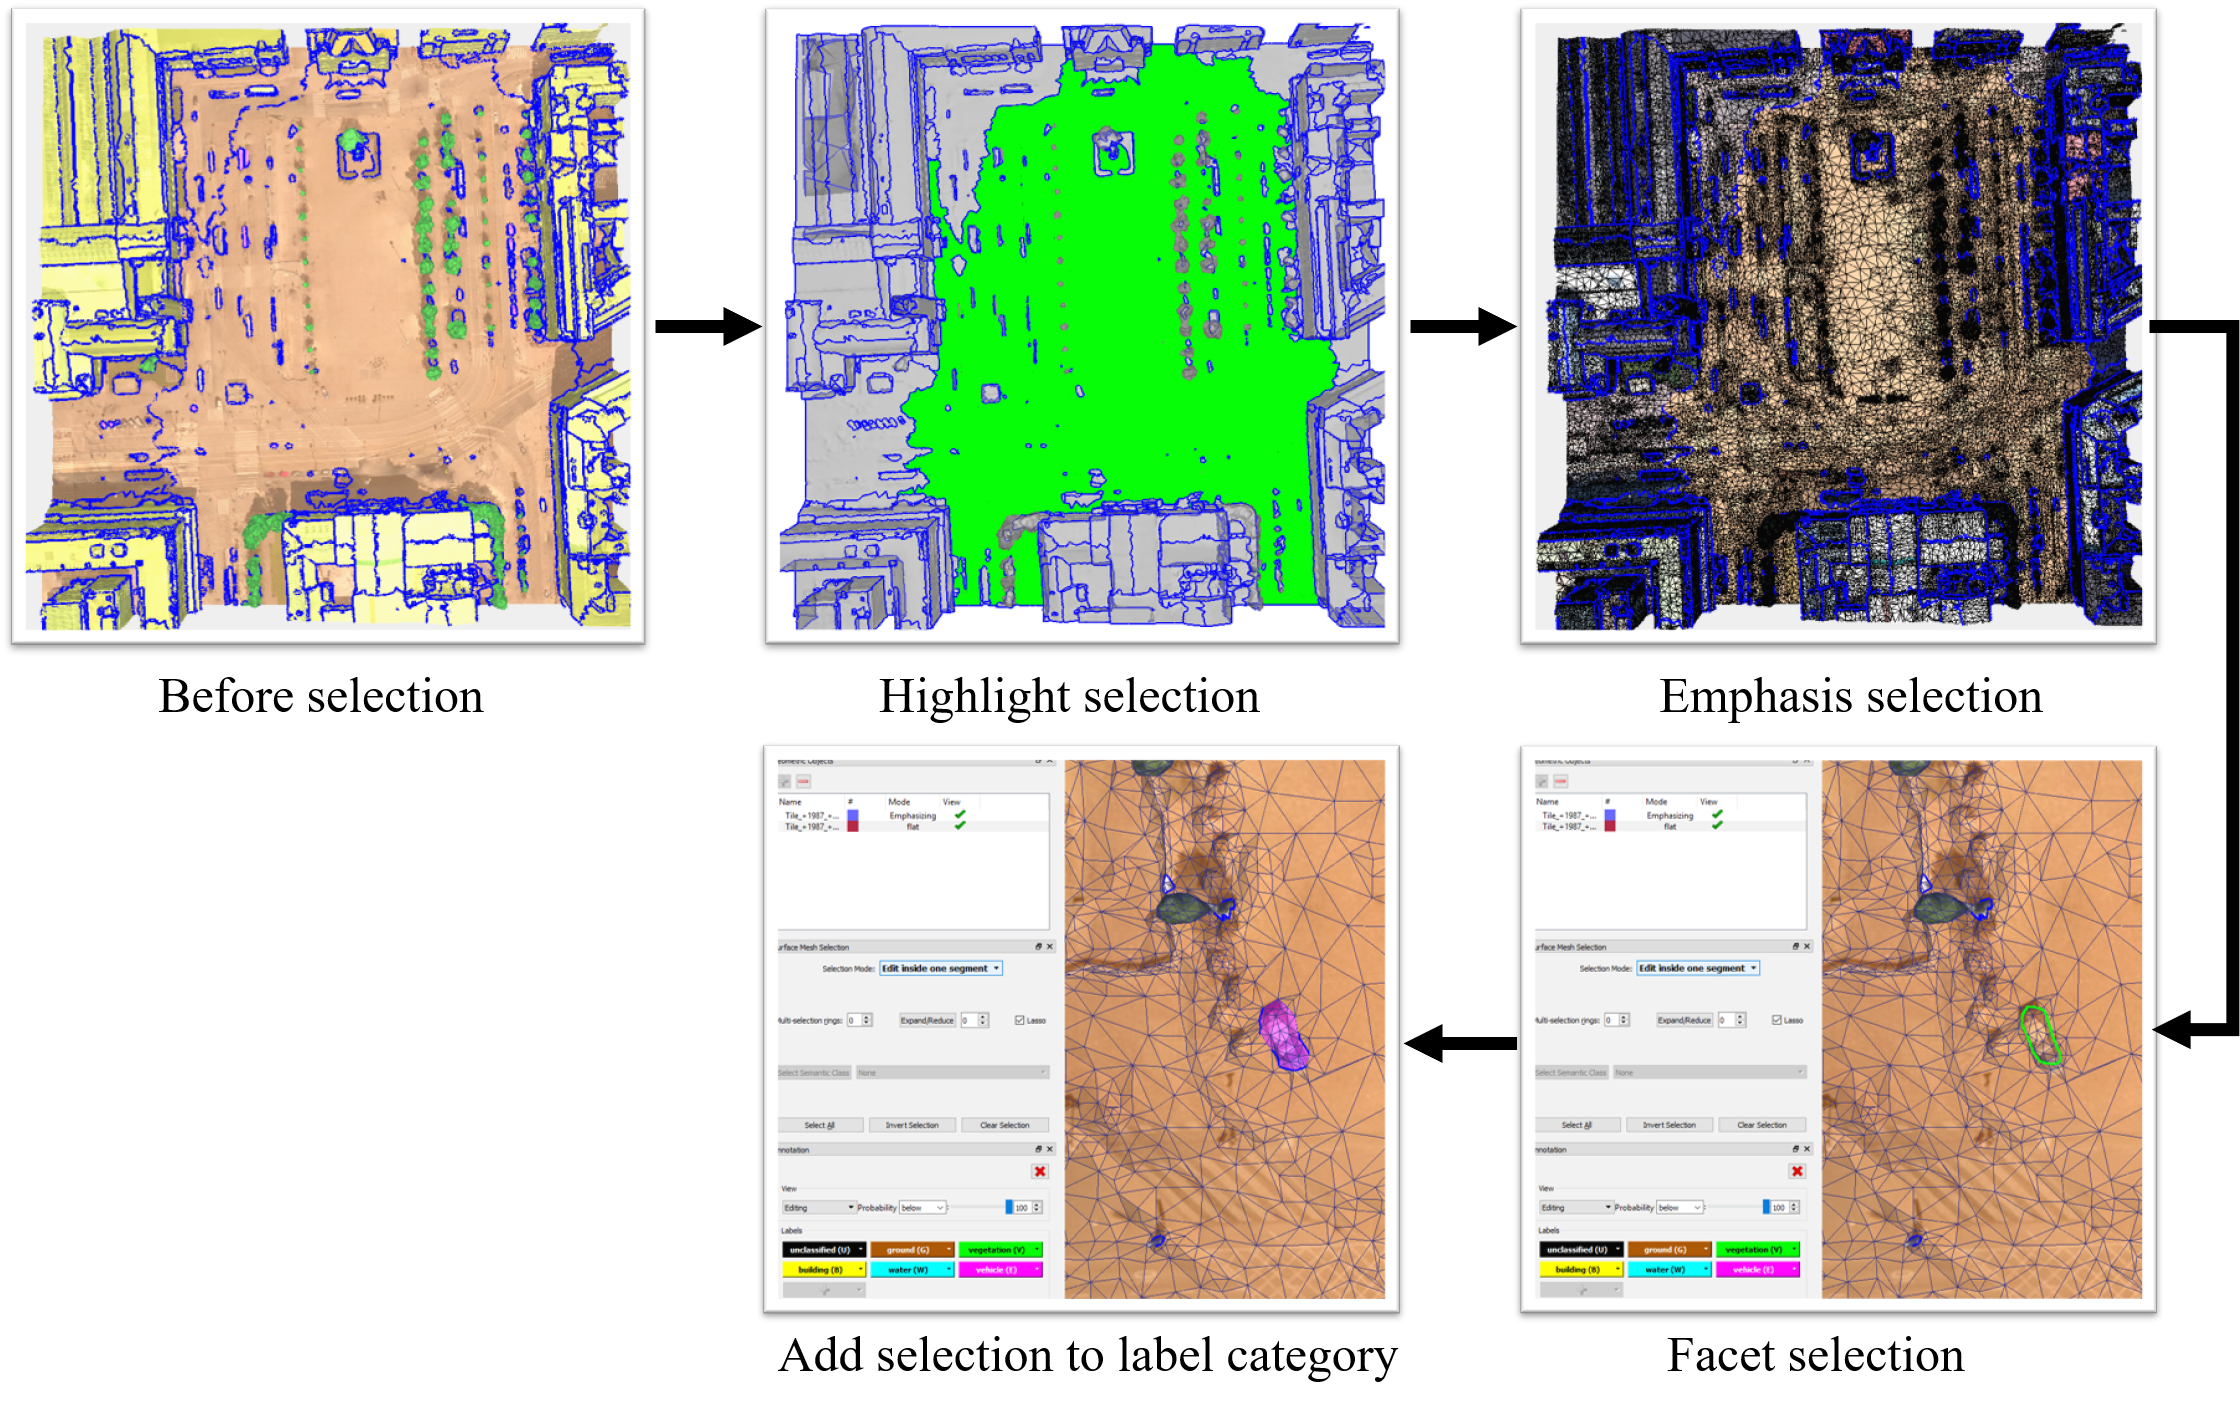 Before selection
Highlight selection
Emphasis selection
eometric Objects
Name # Mode View
Tile_+1987_+... Emphasizing
Tile_+1987_+... flat
urface Mesh Selection
Selection Mode: Edit inside one segment
Multi-selection rings: 0 Expand/Reduce 0 Lasso
Select Semantic Class None
Select All Invert Selection Clear Selection
nnotation
View
Editing Probability below : 100
Labels
unclassified (U) ground (G) vegetation (V)
building (B) water (W) vehicle (E)
Add selection to label category
eometric Objects
Name # Mode View
Tile_+1987_+... Emphasizing
Tile_+1987_+... flat
urface Mesh Selection
Selection Mode: Edit inside one segment
Multi-selection rings: 0 Expand/Reduce 0 Lasso
Select Semantic Class None
Select All Invert Selection Clear Selection
nnotation
View
Editing Probability below : 100
Labels
unclassified (U) ground (G) vegetation (V)
building (B) water (W) vehicle (E)
Facet selection